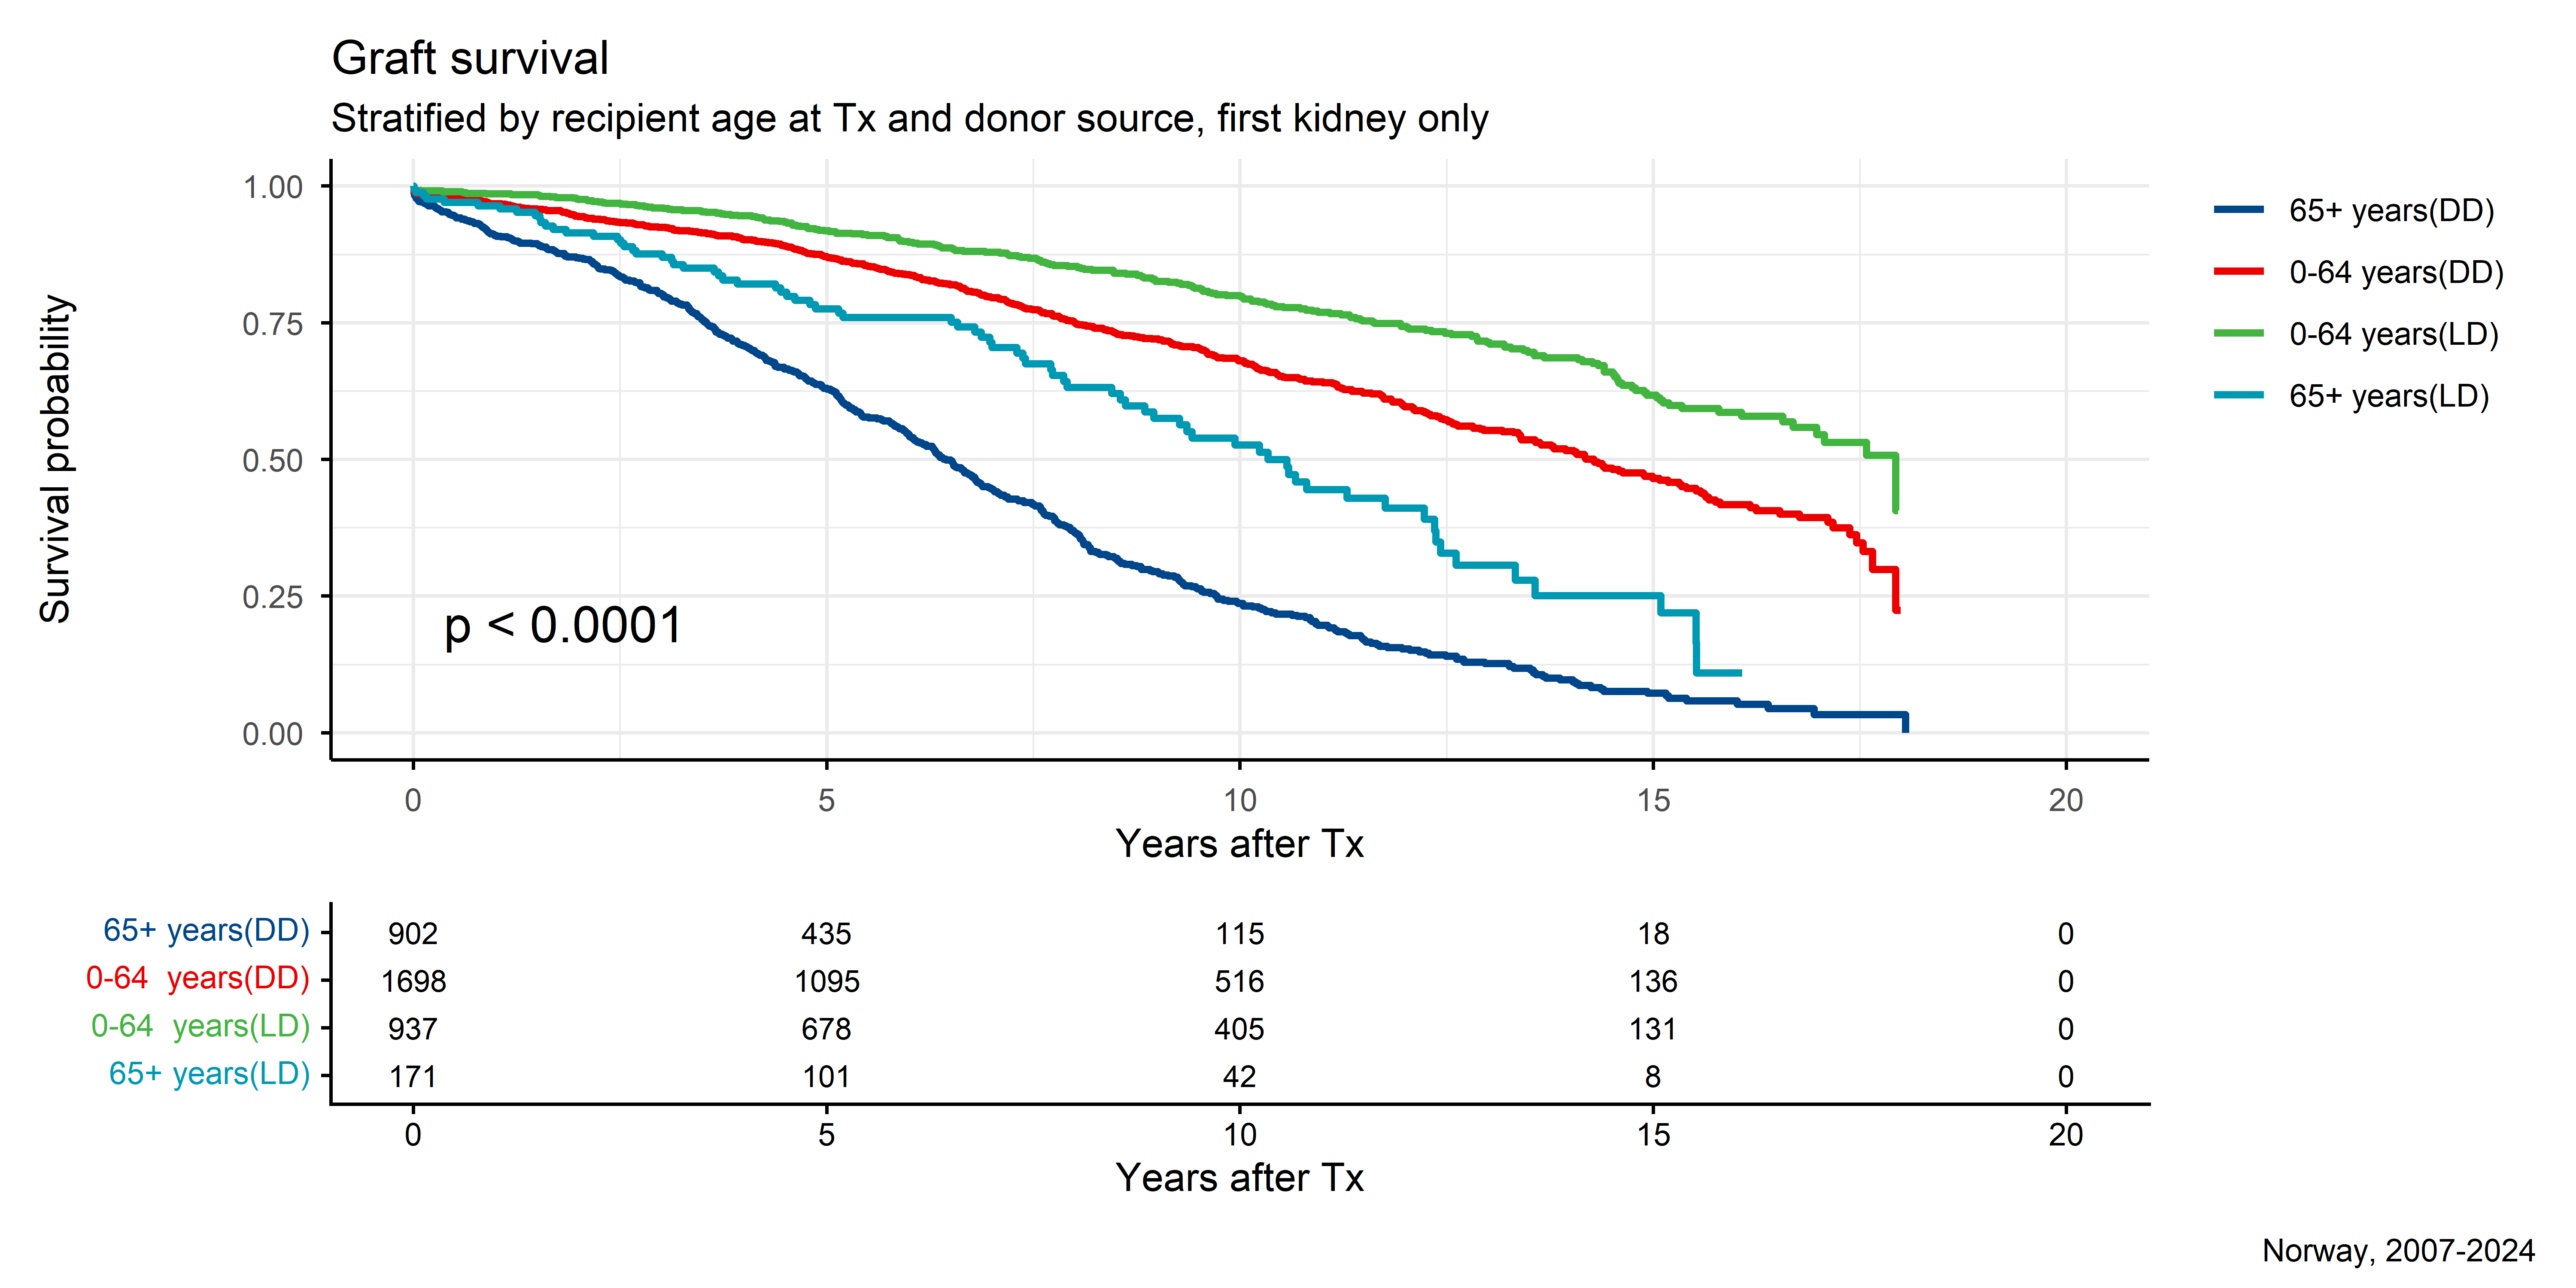 Graft survival
Stratified by recipient age at Tx and donor source, first kidney only
Survival probability
1.00
0.75
0.50
0.25
0.00
p < 0.0001
0 5 10 15 20
Years after Tx
65+ years(DD)
0-64 years(DD)
0-64 years(LD)
65+ years(LD)
65+ years(DD) 902 435 115 18 0
0-64  years(DD) 1698 1095 516 136 0
0-64  years(LD) 937 678 405 131 0
65+ years(LD) 171 101 42 8 0
0 5 10 15 20
Years after Tx
Norway, 2007-2024